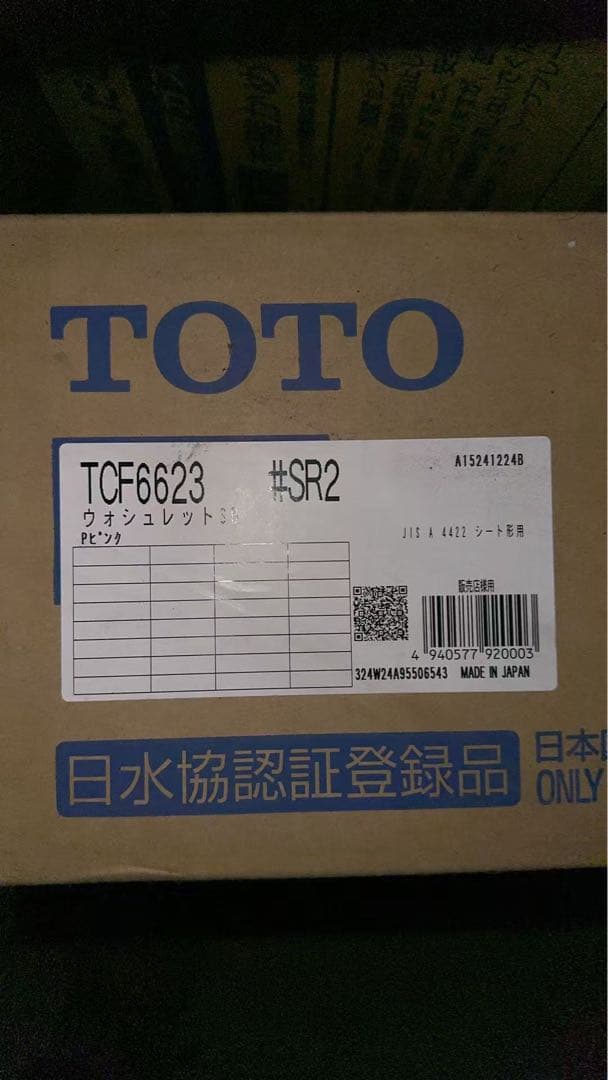 TOTO
TCF6623 #SR2
A15241224B
ウォシュレット
Pピンク
JIS A 4422 シート形用
販売店様用
4 940577 920003
324W24A95506543 MADE IN JAPAN
日水協認証登録品
日本
ONLY